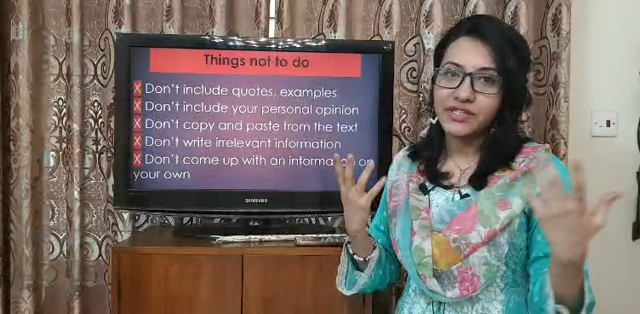 Things not to do
X Don't include quotes, examples
X Don't include your personal opinion
X Don't copy and paste from the text
X Don't write irrelevant information
X Don't come up with an information on
your own
SAMSUNG